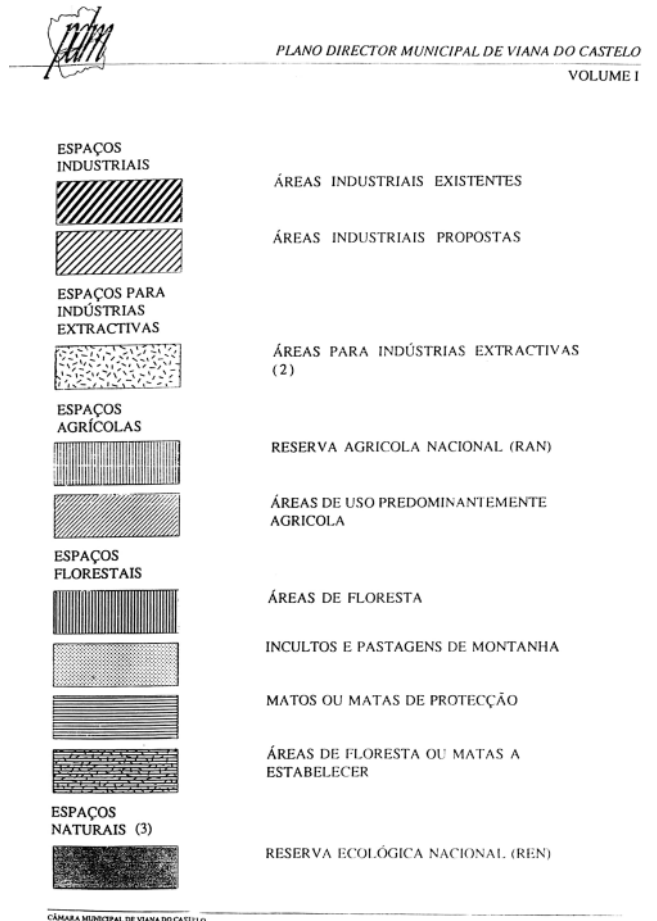 pdm
PLANO DIRECTOR MUNICIPAL DE VIANA DO CASTELO
VOLUME I
ESPAÇOS
INDUSTRIAIS
ÁREAS INDUSTRIAIS EXISTENTES
ÁREAS INDUSTRIAIS PROPOSTAS
ESPAÇOS PARA
INDÚSTRIAS
EXTRACTIVAS
ÁREAS PARA INDÚSTRIAS EXTRACTIVAS
(2)
ESPAÇOS
AGRÍCOLAS
RESERVA AGRICOLA NACIONAL (RAN)
ÁREAS DE USO PREDOMINANTEMENTE
AGRICOLA
ESPAÇOS
FLORESTAIS
ÁREAS DE FLORESTA
INCULTOS E PASTAGENS DE MONTANHA
MATOS OU MATAS DE PROTECÇÃO
ÁREAS DE FLORESTA OU MATAS A
ESTABELECER
ESPAÇOS
NATURAIS (3)
RESERVA ECOLÓGICA NACIONAL (REN)
CÂMARA MUNICIPAL DE VIANA DO CASTELO